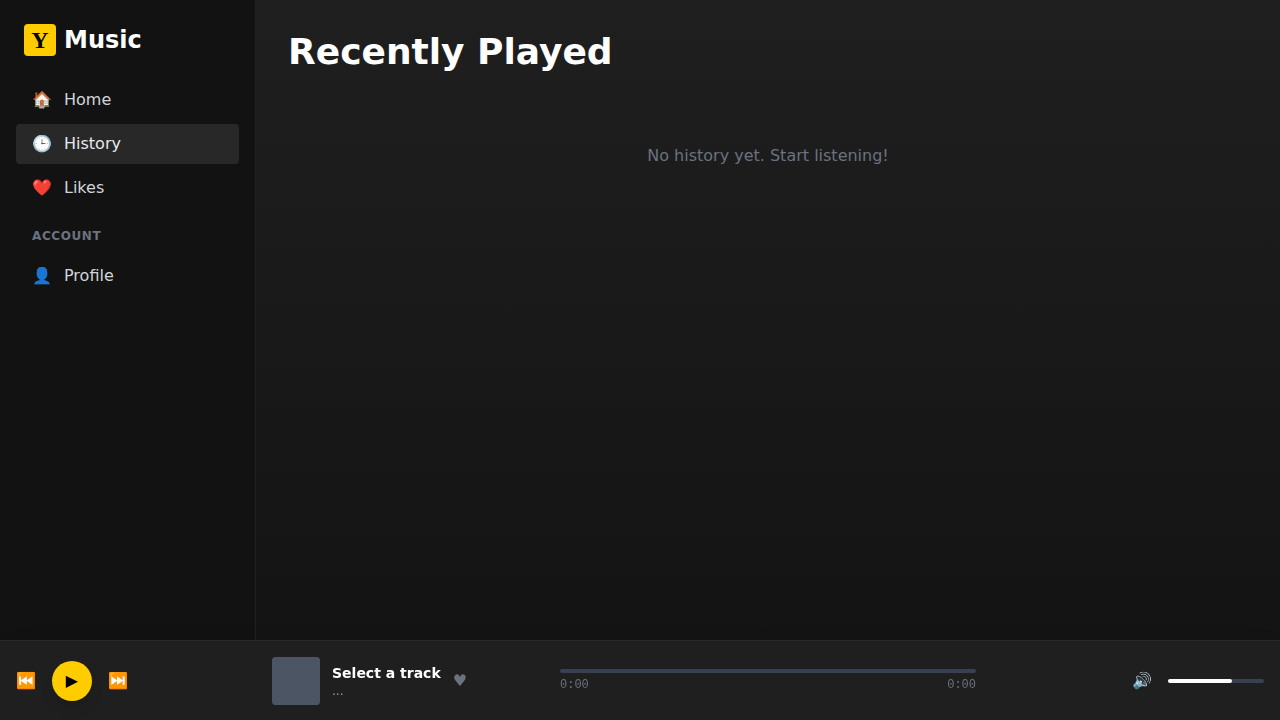 Y Music
Home
History
Likes
ACCOUNT
Profile
Recently Played
No history yet. Start listening!
Select a track
...
0:00
0:00